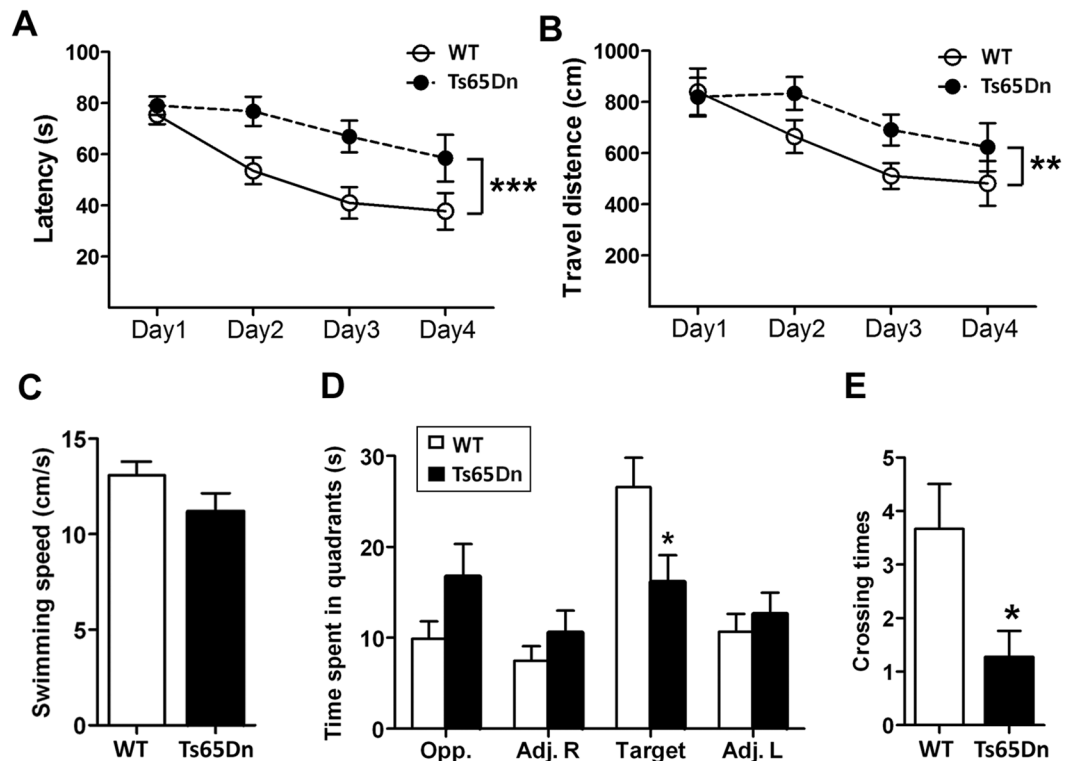 A
Latency (s)
100
80
60
40
20
WT
Ts65Dn
***
Day1 Day2 Day3 Day4
B
Travel distance (cm)
1000
800
600
400
200
WT
Ts65Dn
**
Day1 Day2 Day3 Day4
C
Swimming speed (cm/s)
15
10
5
0
WT Ts65Dn
D
Time spent in quadrants (s)
30
20
10
0
WT
Ts65Dn
*
Opp. Adj. R Target Adj. L
E
Crossing times
5
4
3
2
1
0
*
WT Ts65Dn